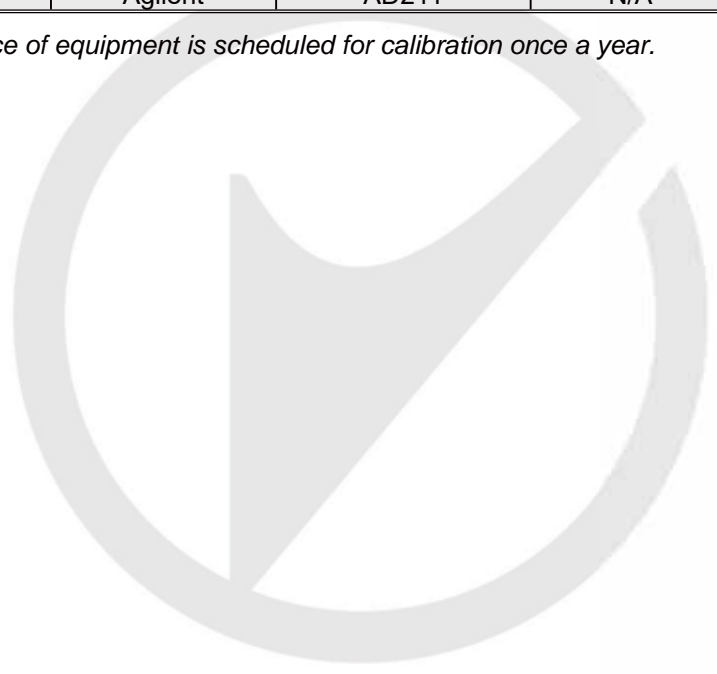 Agilent AD211 N/A
ce of equipment is scheduled for calibration once a year.